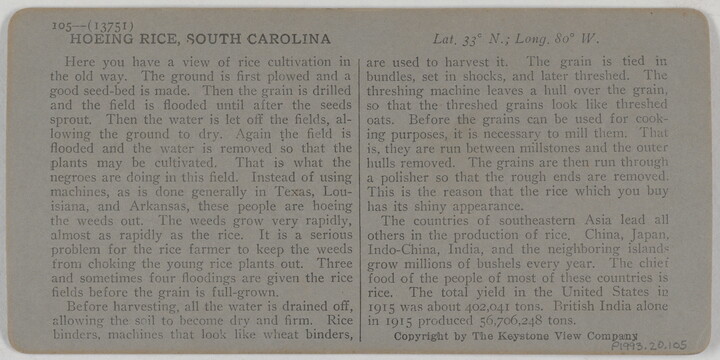 105—(13751)
HOEING RICE, SOUTH CAROLINA
Lat. 33° N.; Long. 80° W.
Here you have a view of rice cultivation in
the old way. The ground is first plowed and a
good seed-bed is made. Then the grain is drilled
and the field is flooded until after the seeds
sprout. Then the water is let off the fields, al-
lowing the ground to dry. Again the field is
flooded and the water is removed so that the
plants may be cultivated. That is what the
negroes are doing in this field. Instead of using
machines, as is done generally in Texas, Lou-
isiana, and Arkansas, these people are hoeing
the weeds out. The weeds grow very rapidly,
almost as rapidly as the rice. It is a serious
problem for the rice farmer to keep the weeds
from choking the young rice plants out. Three
and sometimes four floodings are given the rice
fields before the grain is full-grown.
Before harvesting, all the water is drained off,
allowing the soil to become dry and firm. Rice
binders, machines that look like wheat binders,
are used to harvest it. The grain is tied in
bundles, set in shocks, and later threshed. The
threshing machine leaves a hull over the grain,
so that the threshed grains look like threshed
oats. Before the grains can be used for cook-
ing purposes, it is necessary to mill them. That
is, they are run between millstones and the outer
hulls removed. The grains are then run through
a polisher so that the rough ends are removed.
This is the reason that the rice which you buy
has its shiny appearance.
The countries of southeastern Asia lead all
others in the production of rice. China, Japan,
Indo-China, India, and the neighboring islands
grow millions of bushels every year. The chief
food of the people of most of these countries is
rice. The total yield in the United States in
1915 was about 402,041 tons. British India alone
in 1915 produced 56,706,248 tons.
Copyright by The Keystone View Company
P1993.20.105